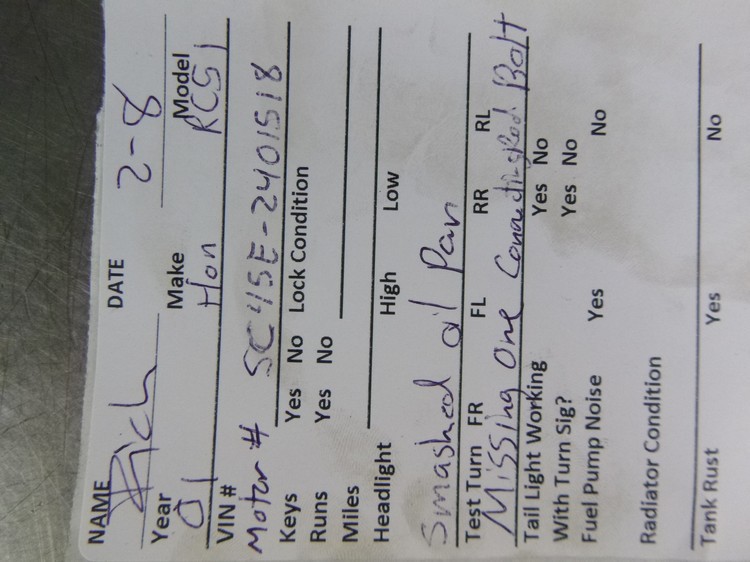 NAME Rich DATE 2-8
Year 01 Make Hon Model RC51
VIN #
Motor # SC45E-2401518
Keys Yes No Lock Condition
Runs Yes No
Miles
Headlight High Low
Smashed oil Pan
Test Turn FR FL RR RL
Missing One Connecting Rod Bolt
Tail Light Working Yes No
With Turn Sig? Yes No
Fuel Pump Noise Yes No
Radiator Condition
Tank Rust Yes No